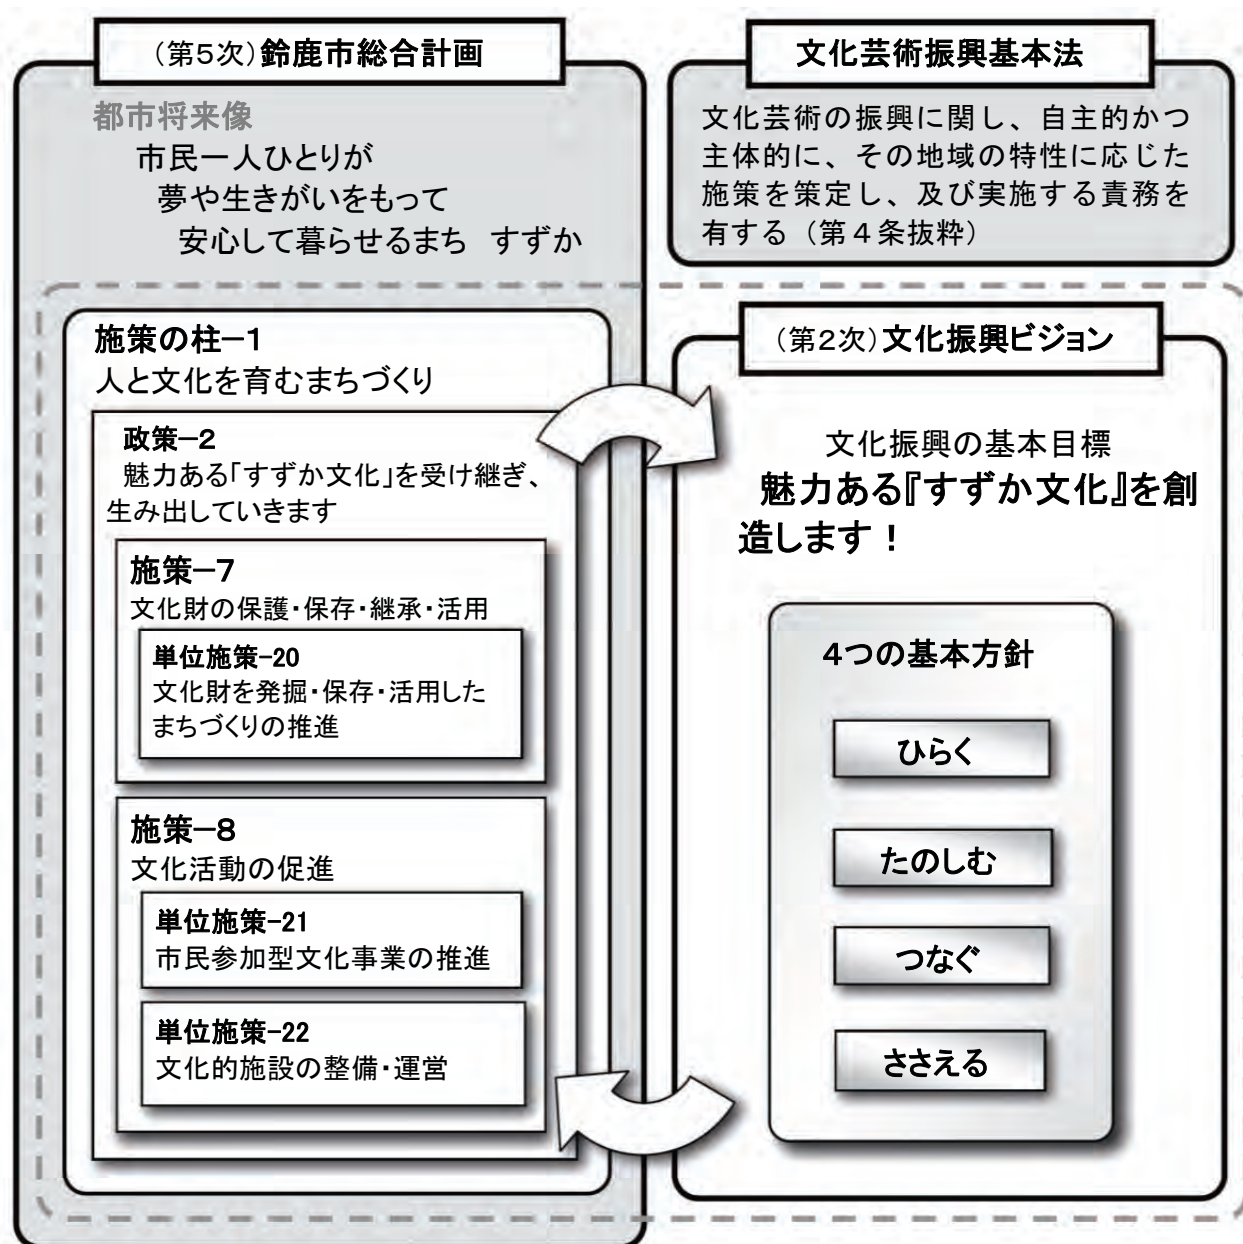 (第5次)鈴鹿市総合計画
都市将来像
市民一人ひとりが
夢や生きがいをもって
安心して暮らせるまち　すずか
施策の柱−1
人と文化を育むまちづくり
政策−2
魅力ある「すずか文化」を受け継ぎ、
生み出していきます
施策−7
文化財の保護・保存・継承・活用
単位施策−20
文化財を発掘・保存・活用した
まちづくりの推進
施策−8
文化活動の促進
単位施策−21
市民参加型文化事業の推進
単位施策−22
文化的施設の整備・運営
文化芸術振興基本法
文化芸術の振興に関し、自主的かつ
主体的に、その地域の特性に応じた
施策を策定し、及び実施する責務を
有する（第４条抜粋）
(第2次)文化振興ビジョン
文化振興の基本目標
魅力ある『すずか文化』を創
造します！
4つの基本方針
ひらく
たのしむ
つなぐ
ささえる